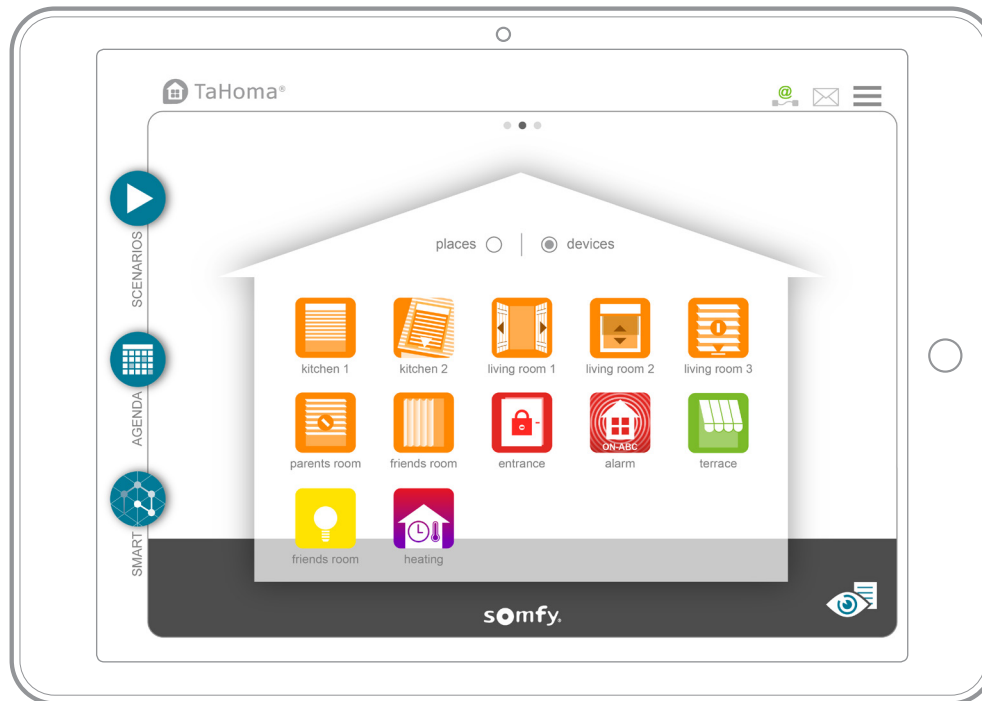 TaHoma®
@
places devices
SCENARIOS
kitchen 1 kitchen 2 living room 1 living room 2 living room 3
AGENDA
ON-ABC
parents room friends room entrance alarm terrace
SMART
friends room heating
somfy.